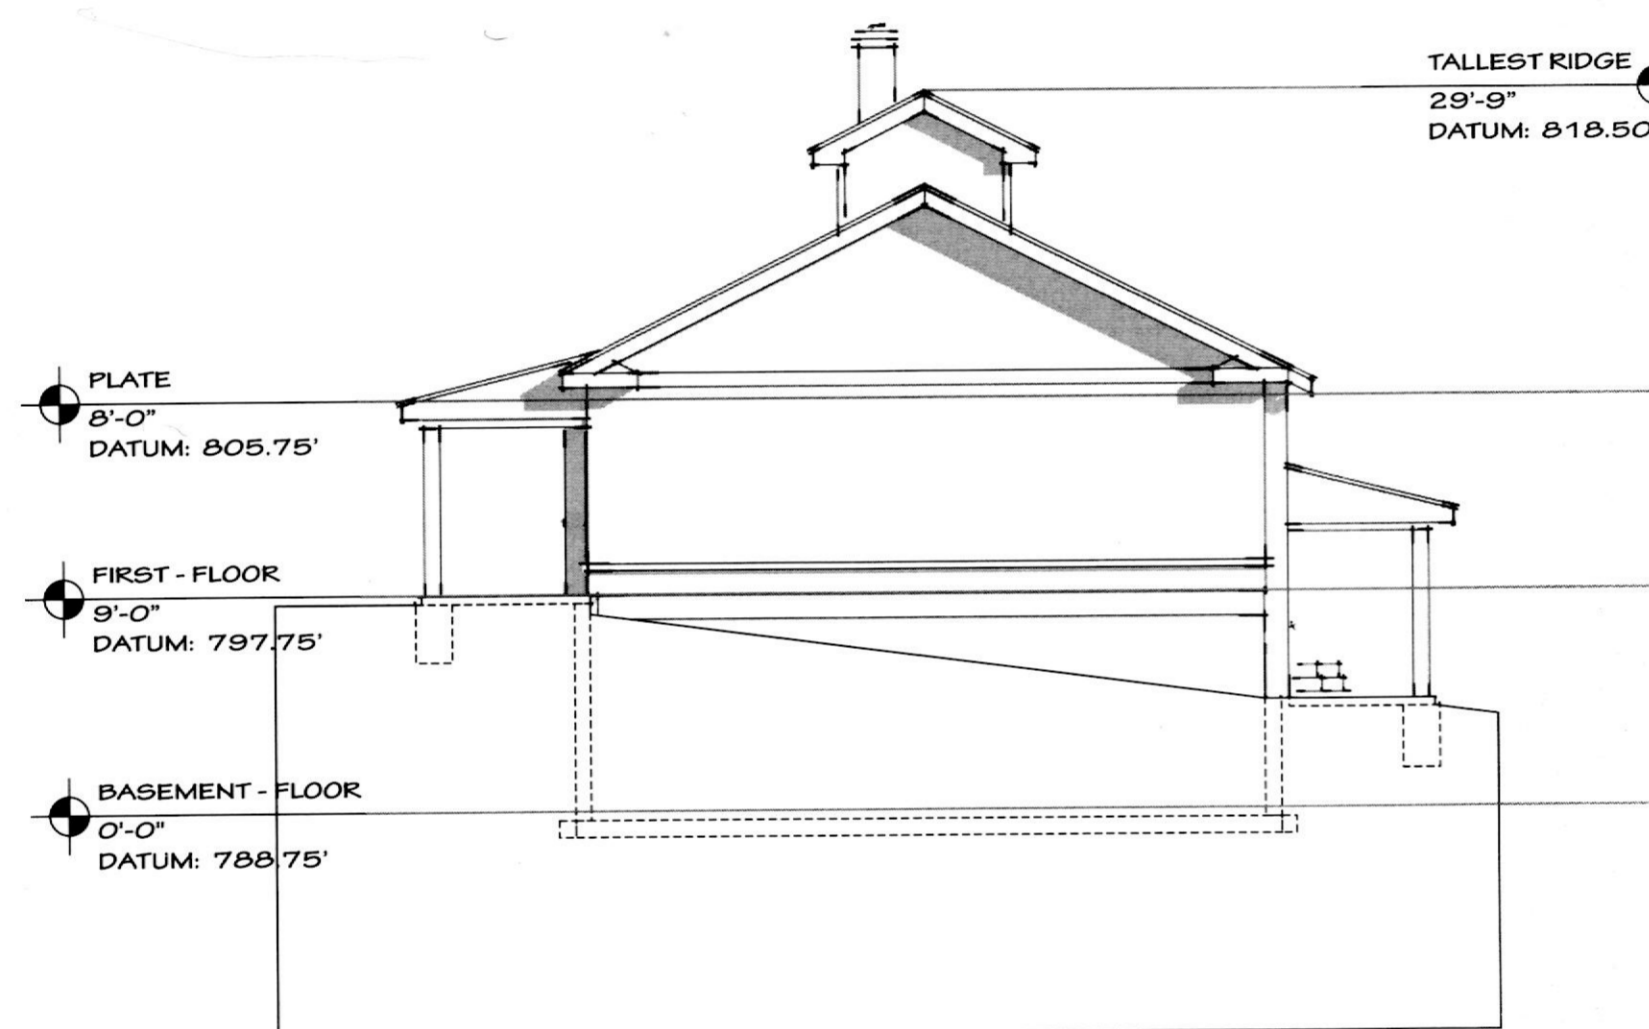 TALLEST RIDGE
29'-9"
DATUM: 818.50
PLATE
8'-0"
DATUM: 805.75'
FIRST - FLOOR
9'-0"
DATUM: 797.75'
BASEMENT - FLOOR
0'-0"
DATUM: 788.75'